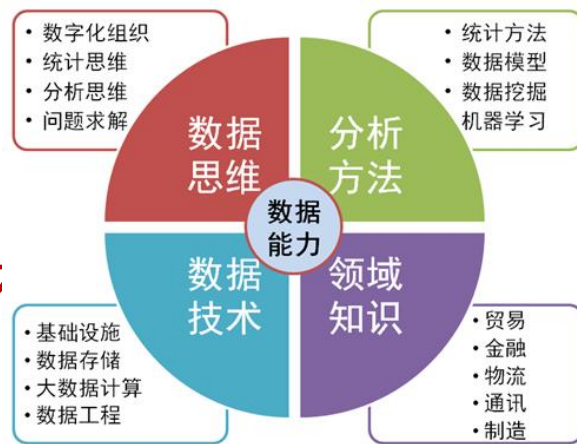 • 数字化组织
• 统计思维
• 分析思维
• 问题求解
• 统计方法
• 数据模型
• 数据挖掘
机器学习
数据
思维
分析
方法
数据
能力
数据
技术
领域
知识
• 基础设施
• 数据存储
• 大数据计算
• 数据工程
• 贸易
• 金融
• 物流
• 通讯
• 制造